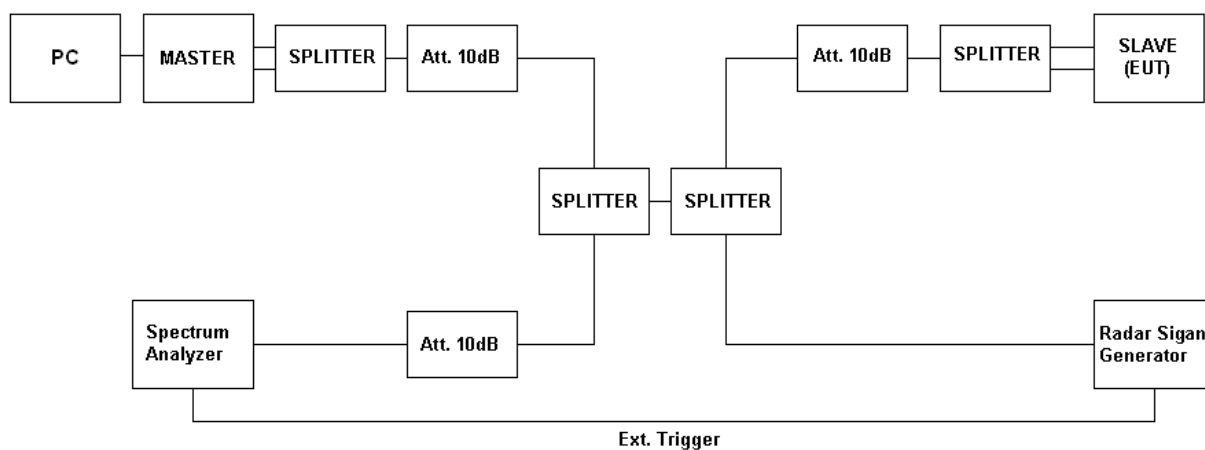 PC
MASTER
SPLITTER
Att. 10dB
Att. 10dB
SPLITTER
SLAVE
(EUT)
SPLITTER
SPLITTER
Spectrum
Analyzer
Att. 10dB
Radar Sigan
Generator
Ext. Trigger